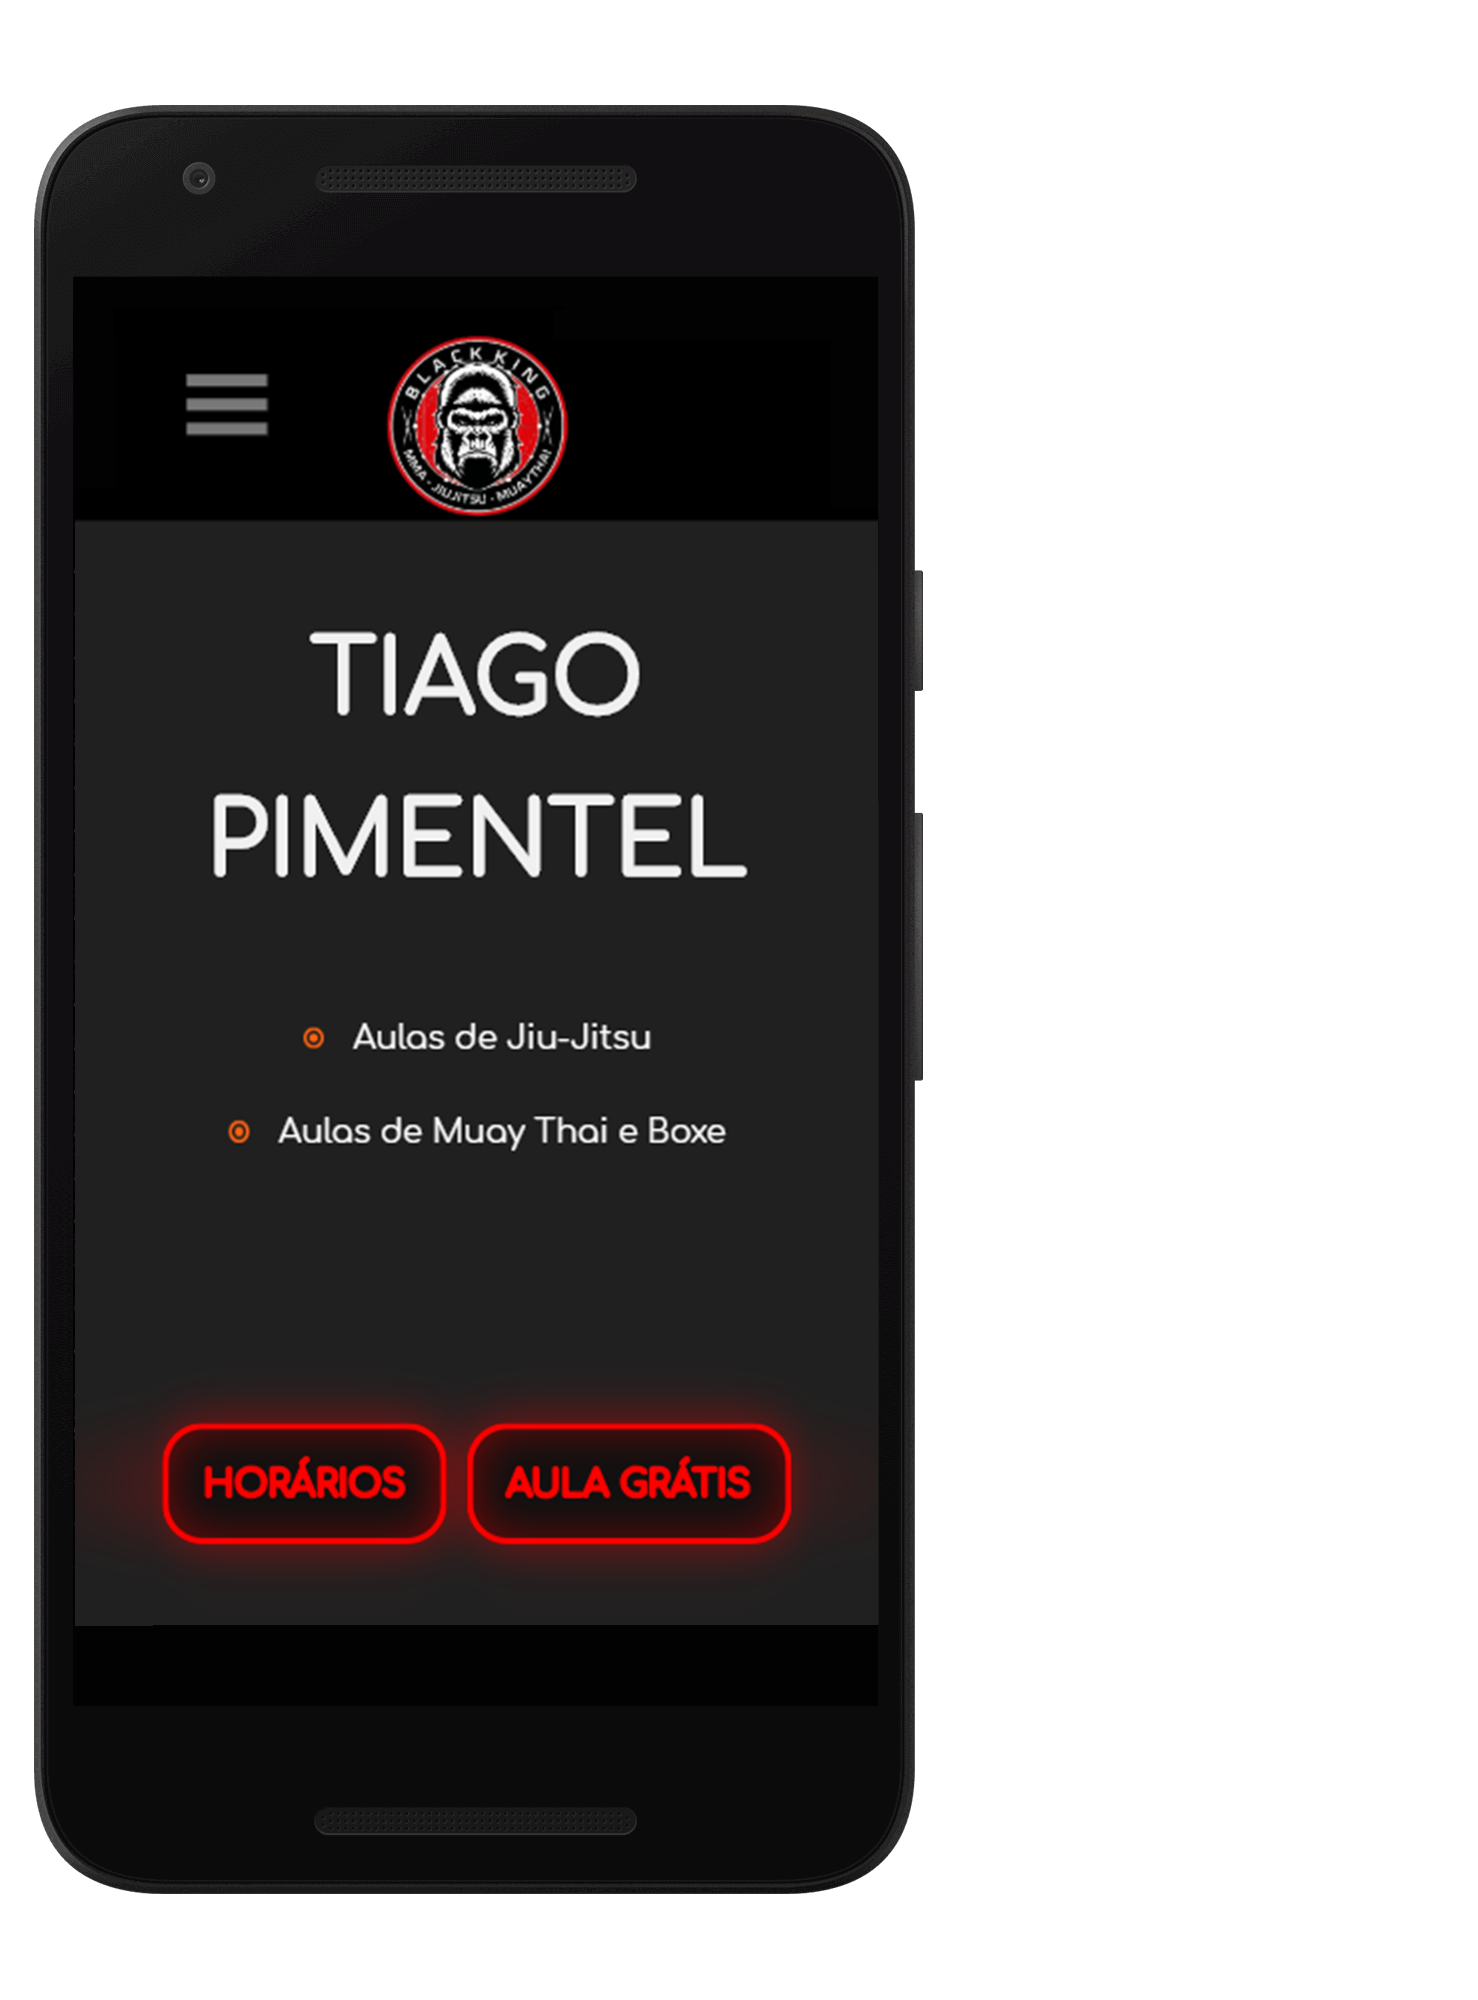 BLACK KING
MMA - JIUJITSU - MUAYTHAI
TIAGO
PIMENTEL
Aulas de Jiu-Jitsu
Aulas de Muay Thai e Boxe
HORÁRIOS
AULA GRÁTIS